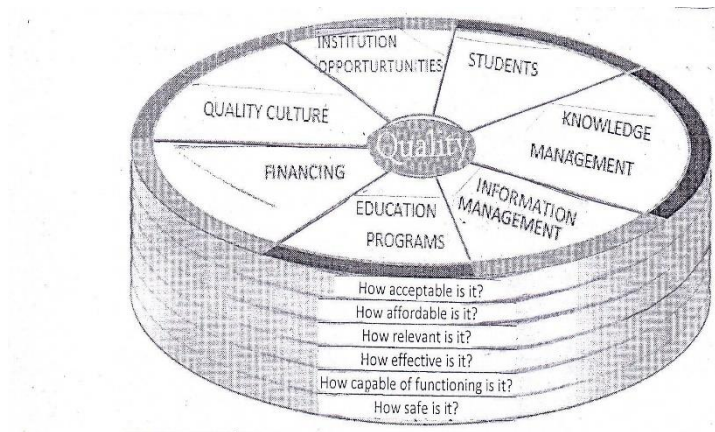 INSTITUTION
OPPORTURTUNITIES
STUDENTS
QUALITY CULTURE
KNOWLEDGE
MANAGEMENT
Quality
FINANCING
INFORMATION
MANAGEMENT
EDUCATION
PROGRAMS
How acceptable is it?
How affordable is it?
How relevant is it?
How effective is it?
How capable of functioning is it?
How safe is it?